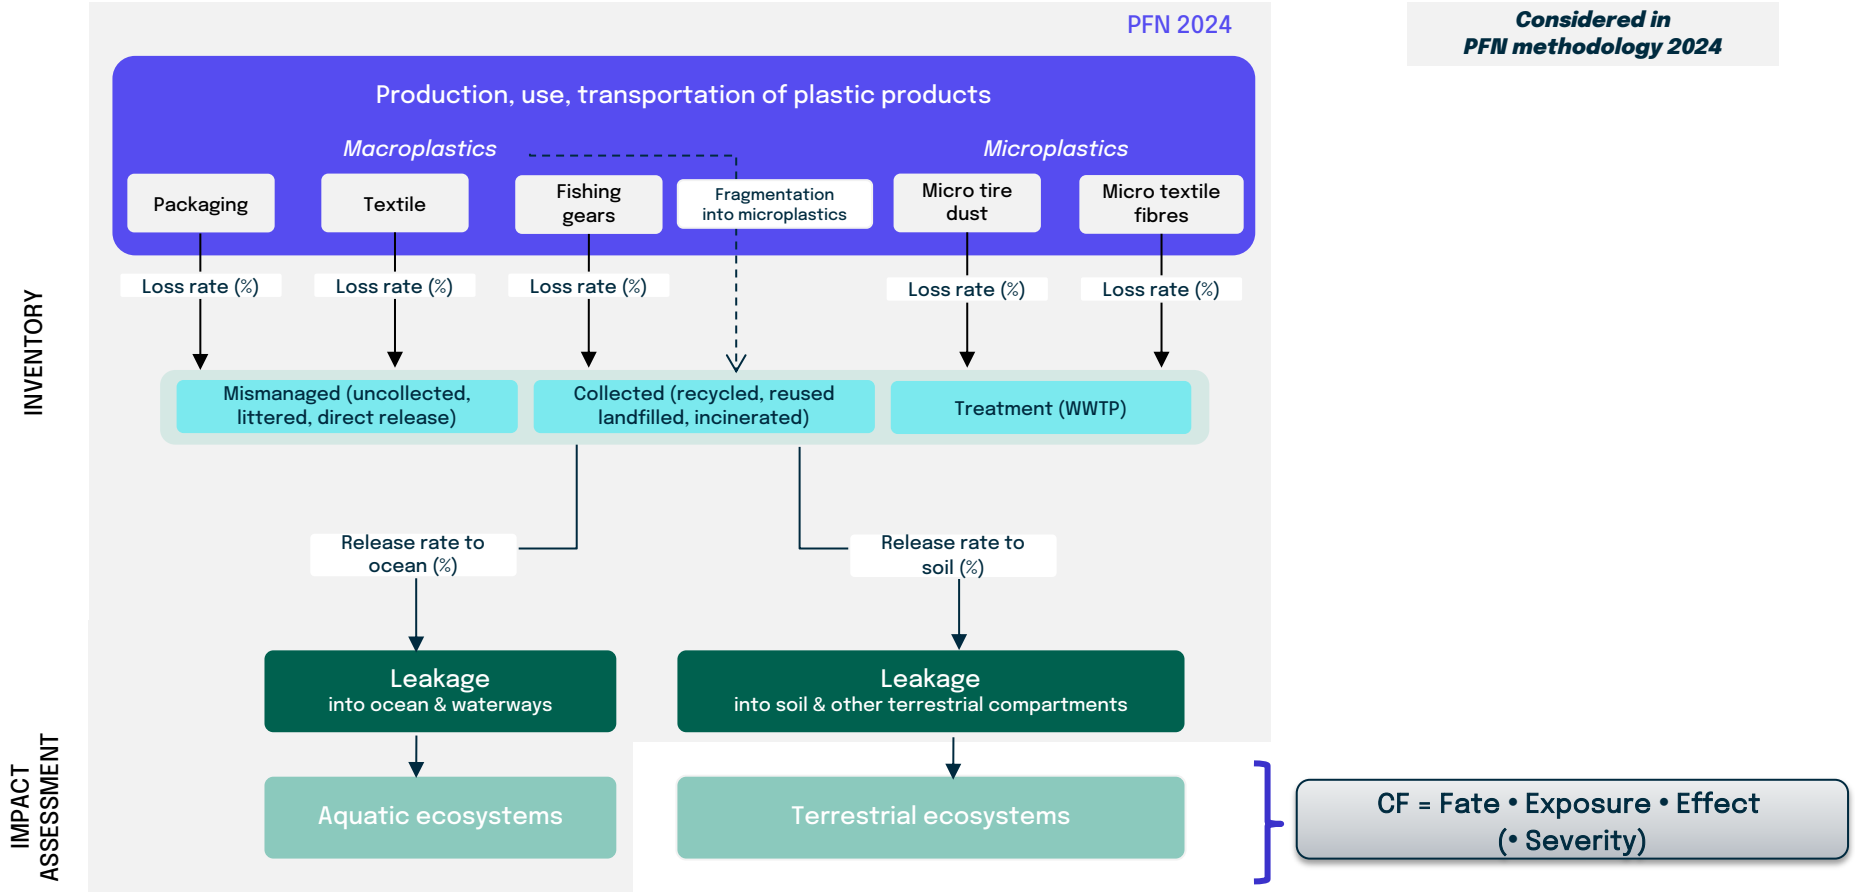 PFN 2024
Considered in
PFN methodology 2024
Production, use, transportation of plastic products
Macroplastics
Microplastics
Packaging
Textile
Fishing
gears
Fragmentation
into microplastics
Micro tire
dust
Micro textile
fibres
Loss rate (%)
Loss rate (%)
Loss rate (%)
Loss rate (%)
Loss rate (%)
INVENTORY
Mismanaged (uncollected,
littered, direct release)
Collected (recycled, reused
landfilled, incinerated)
Treatment (WWTP)
Release rate to
ocean (%)
Release rate to
soil (%)
Leakage
into ocean & waterways
Leakage
into soil & other terrestrial compartments
IMPACT
ASSESSMENT
Aquatic ecosystems
Terrestrial ecosystems
CF = Fate • Exposure • Effect
(• Severity)